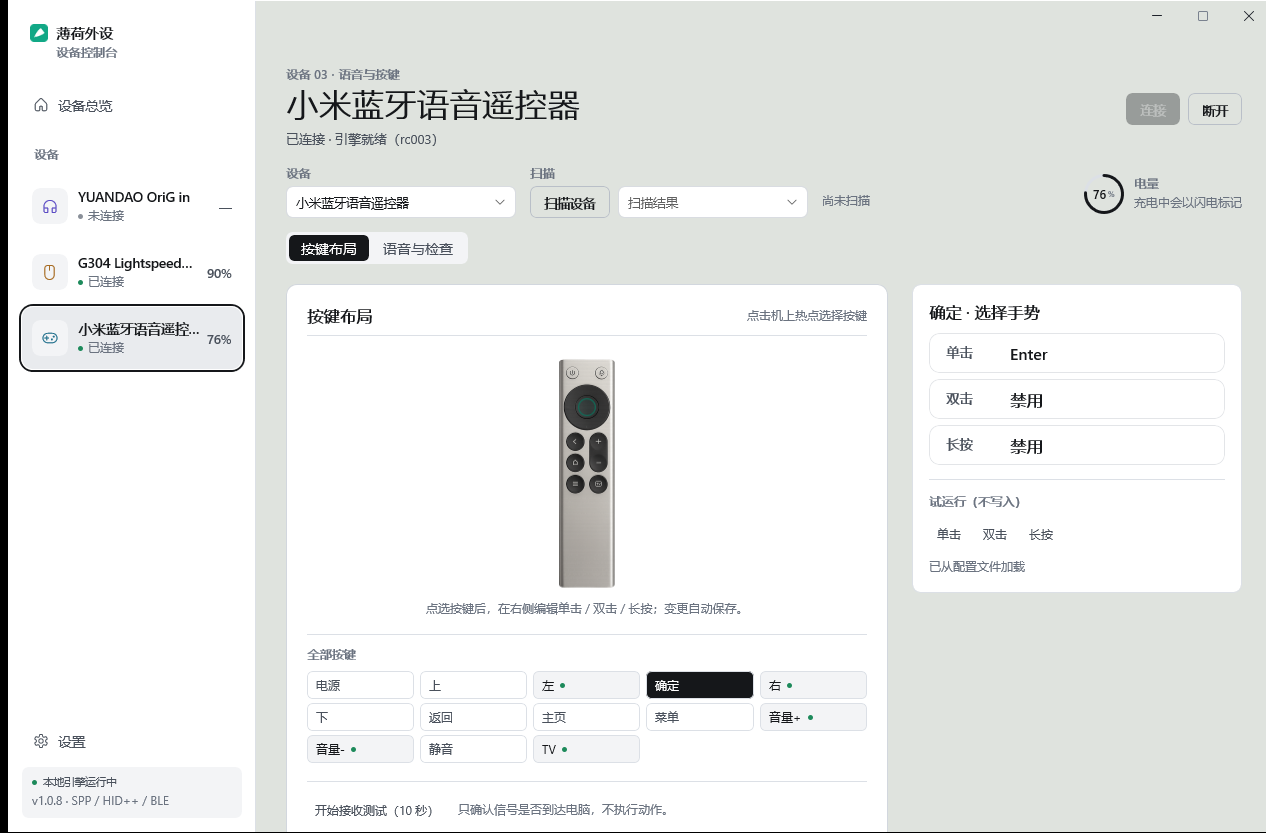 薄荷外设
设备控制台
设备总览
设备
YUANDAO OriG in
未连接
—
G304 Lightspeed...
已连接
90%
小米蓝牙语音遥控...
已连接
76%
设置
本地引擎运行中
v1.0.8 · SPP / HID++ / BLE
设备 03 · 语音与按键
小米蓝牙语音遥控器
已连接 · 引擎就绪（rc003）
连接
断开
设备
扫描
小米蓝牙语音遥控器
扫描设备
扫描结果
尚未扫描
76%
电量
充电中会以闪电标记
按键布局
语音与检查
按键布局
点击机上热点选择按键
点选按键后，在右侧编辑单击 / 双击 / 长按；变更自动保存。
全部按键
电源
上
左
确定
右
下
返回
主页
菜单
音量+
音量-
静音
TV
开始接收测试（10 秒）
只确认信号是否到达电脑，不执行动作。
确定 · 选择手势
单击 Enter
双击 禁用
长按 禁用
试运行（不写入）
单击 双击 长按
已从配置文件加载